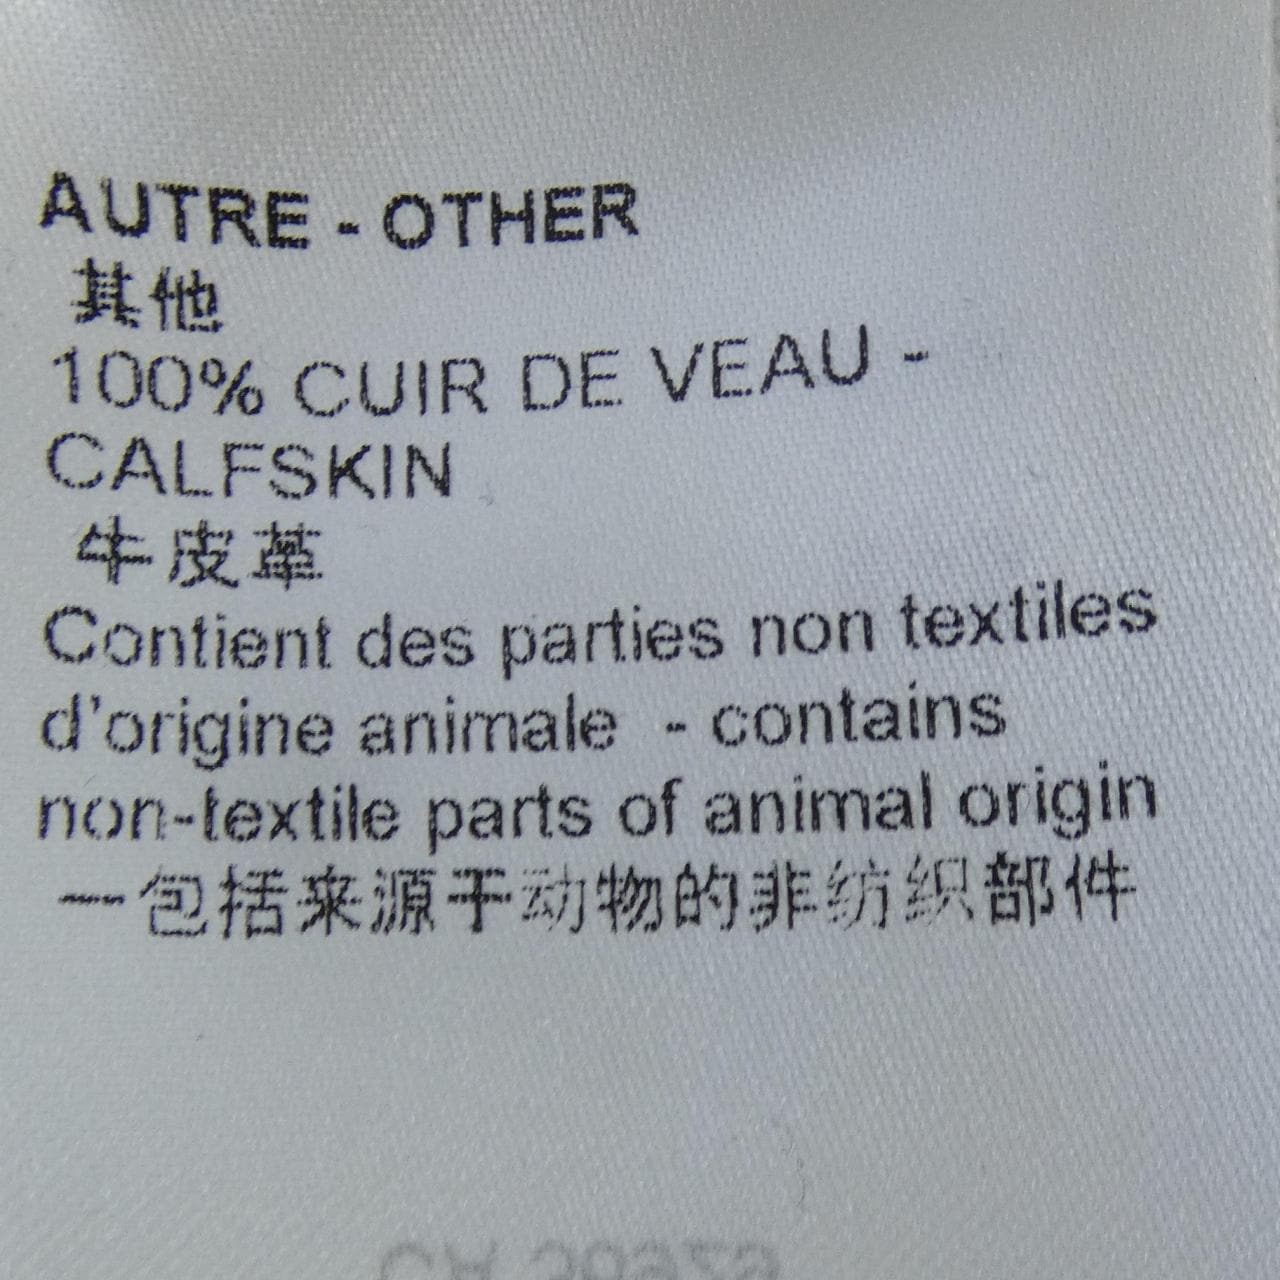 AUTRE - OTHER
其他
100% CUIR DE VEAU -
CALFSKIN
牛皮革
Contient des parties non textiles
d'origine animale - contains
non-textile parts of animal origin
一包括来源于动物的非纺织部件